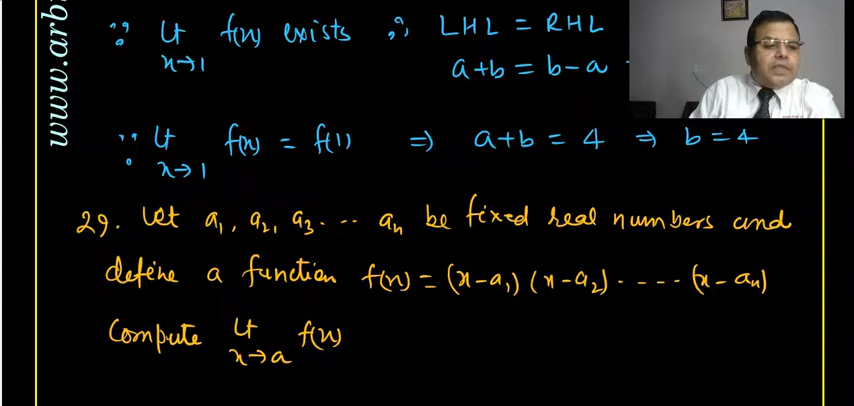 www.arb
∵ Lt x→1 f(x) exists ∴ LHL = RHL
a+b = b-a
∵ Lt x→1 f(x) = f(1) ⇒ a+b = 4 ⇒ b = 4
29. Let a₁, a₂, a₃ ... aₙ be fixed real numbers and
define a function f(x) = (x-a₁) (x-a₂) ..... (x-aₙ)
Compute Lt x→a f(x)